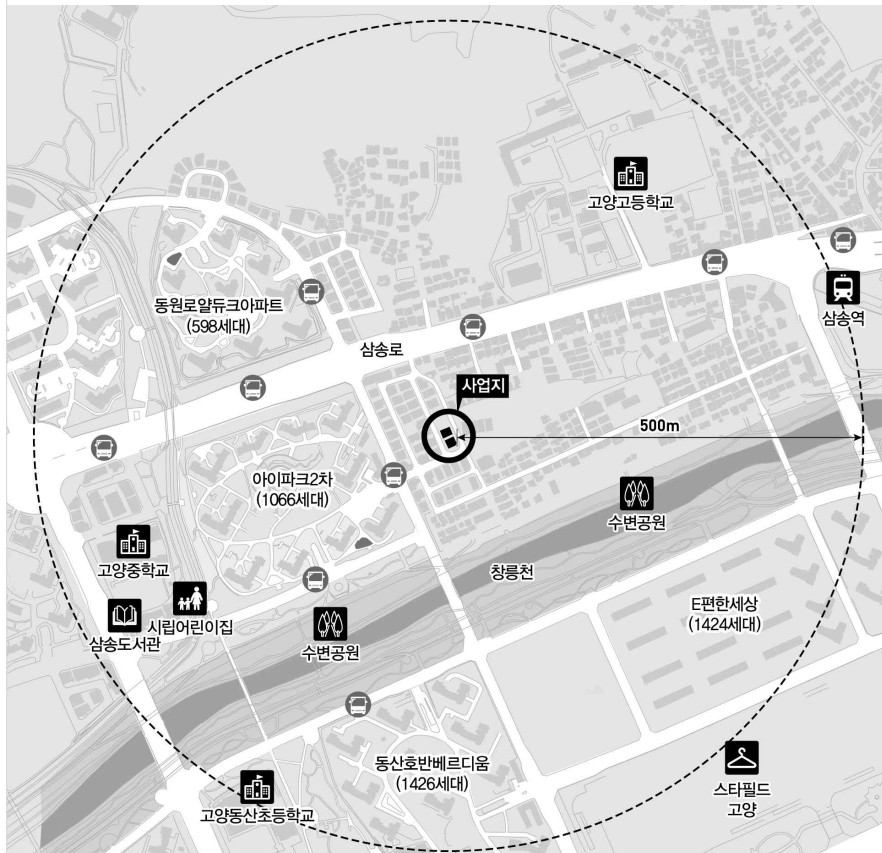 고양고등학교
동원로얄듀크아파트
(598세대)
삼송역
삼송로
사업지
500m
아이파크2차
(1066세대)
수변공원
고양중학교
창릉천
E편한세상
(1424세대)
시립어린이집
삼송도서관
수변공원
동산호반베르디움
(1426세대)
스타필드
고양
고양동산초등학교